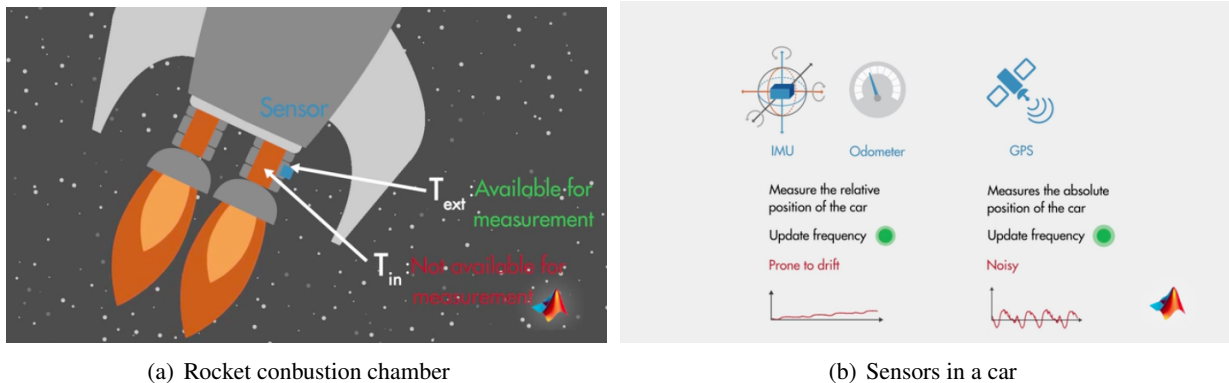 Sensor
T_ext : Available for
measurement
T_in : Not available for
measurement
(a) Rocket conbustion chamber
IMU Odometer GPS
Measure the relative
position of the car
Update frequency
Prone to drift
Measures the absolute
position of the car
Update frequency
Noisy
(b) Sensors in a car